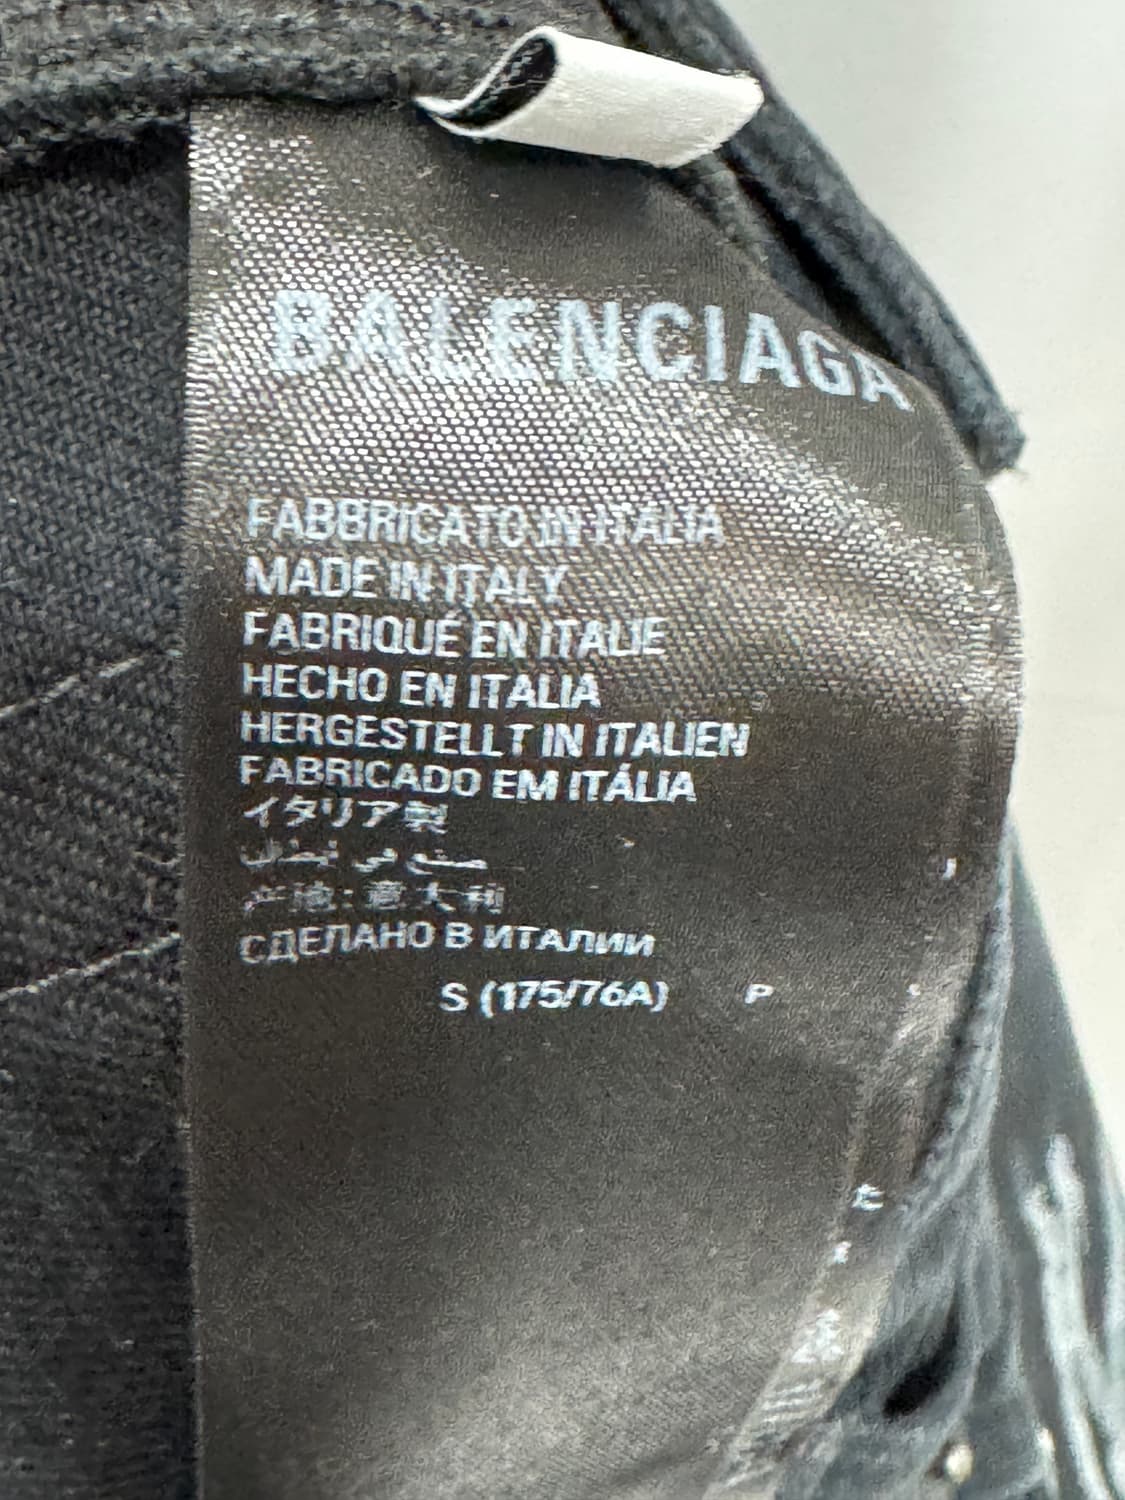 BALENCIAGA
FABBRICATO IN ITALIA
MADE IN ITALY
FABRIQUÉ EN ITALIE
HECHO EN ITALIA
HERGESTELLT IN ITALIEN
FABRICADO EM ITÁLIA
イタリア製
صنع في إيطاليا
产地:意大利
СДЕЛАНО В ИТАЛИИ
S (175/76A) P